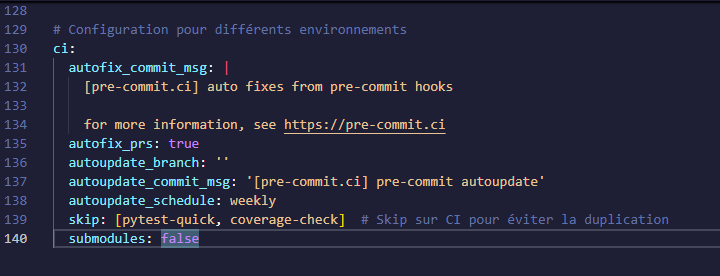 128
129 # Configuration pour différents environnements
130 ci:
131 autofix_commit_msg: |
132 [pre-commit.ci] auto fixes from pre-commit hooks
133
134 for more information, see https://pre-commit.ci
135 autofix_prs: true
136 autoupdate_branch: ''
137 autoupdate_commit_msg: '[pre-commit.ci] pre-commit autoupdate'
138 autoupdate_schedule: weekly
139 skip: [pytest-quick, coverage-check]  # Skip sur CI pour éviter la duplication
140 submodules: false